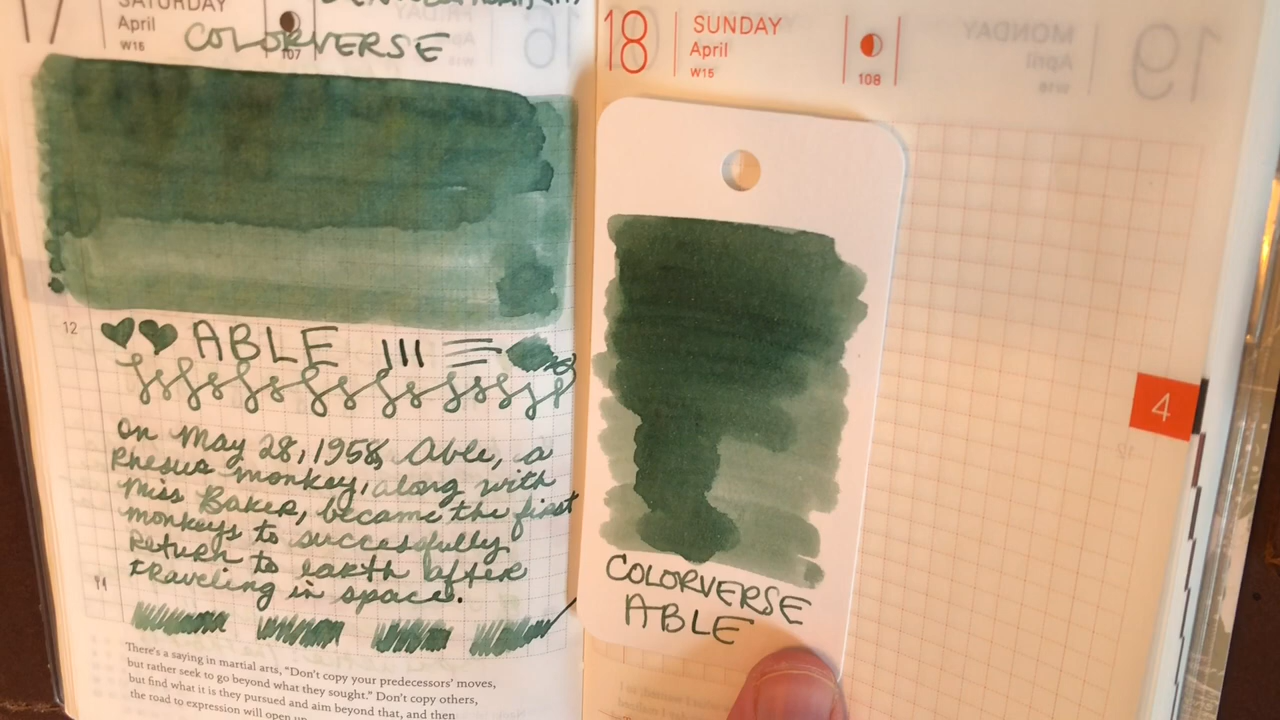 17
SATURDAY
April
W16
107
COLORVERSE
12
ABLE
On May 28, 1958, Able, a
Rhesus monkey, along with
Miss Baker, became the first
monkeys to successfully
return to earth after
traveling in space.
14
There's a saying in martial arts, "Don't copy your predecessors' moves,
but rather seek to go beyond what they sought." Don't copy others,
but find what it is they pursued and aim beyond that, and then
the road to expression will open up
18
SUNDAY
April
W15
108
COLORVERSE
ABLE
4
MONDAY
April
19